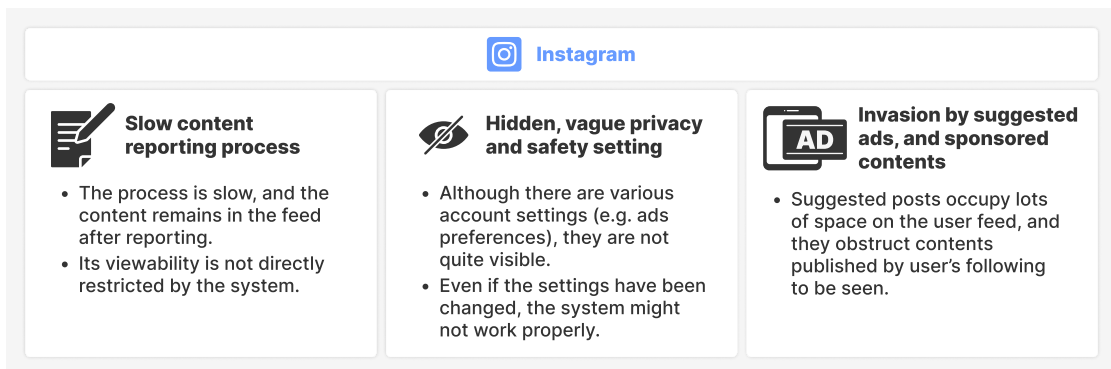 Instagram
Slow content
reporting process
• The process is slow, and the
content remains in the feed
after reporting.
• Its viewability is not directly
restricted by the system.
Hidden, vague privacy
and safety setting
• Although there are various
account settings (e.g. ads
preferences), they are not
quite visible.
• Even if the settings have been
changed, the system might
not work properly.
AD
Invasion by suggested
ads, and sponsored
contents
• Suggested posts occupy lots
of space on the user feed, and
they obstruct contents
published by user’s following
to be seen.